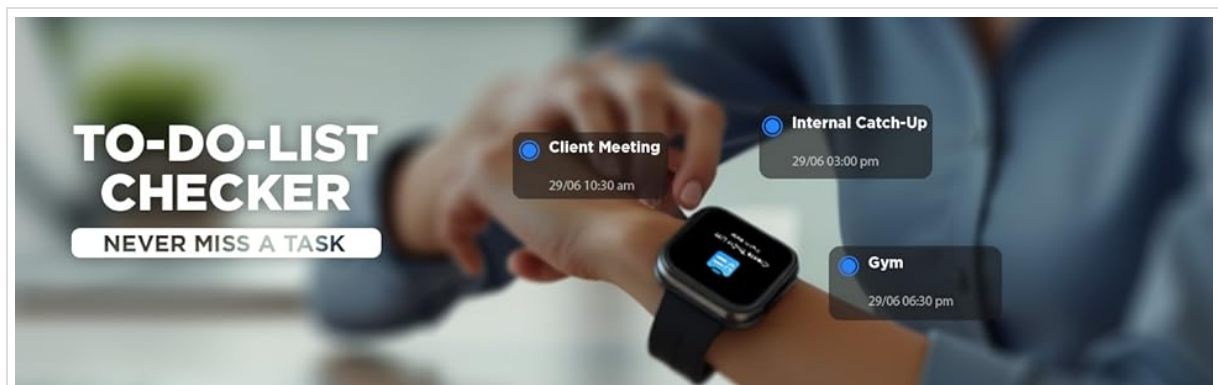 TO-DO-LIST
CHECKER
NEVER MISS A TASK
Client Meeting
29/06 10:30 am
Internal Catch-Up
29/06 03:00 pm
Gym
29/06 06:30 pm